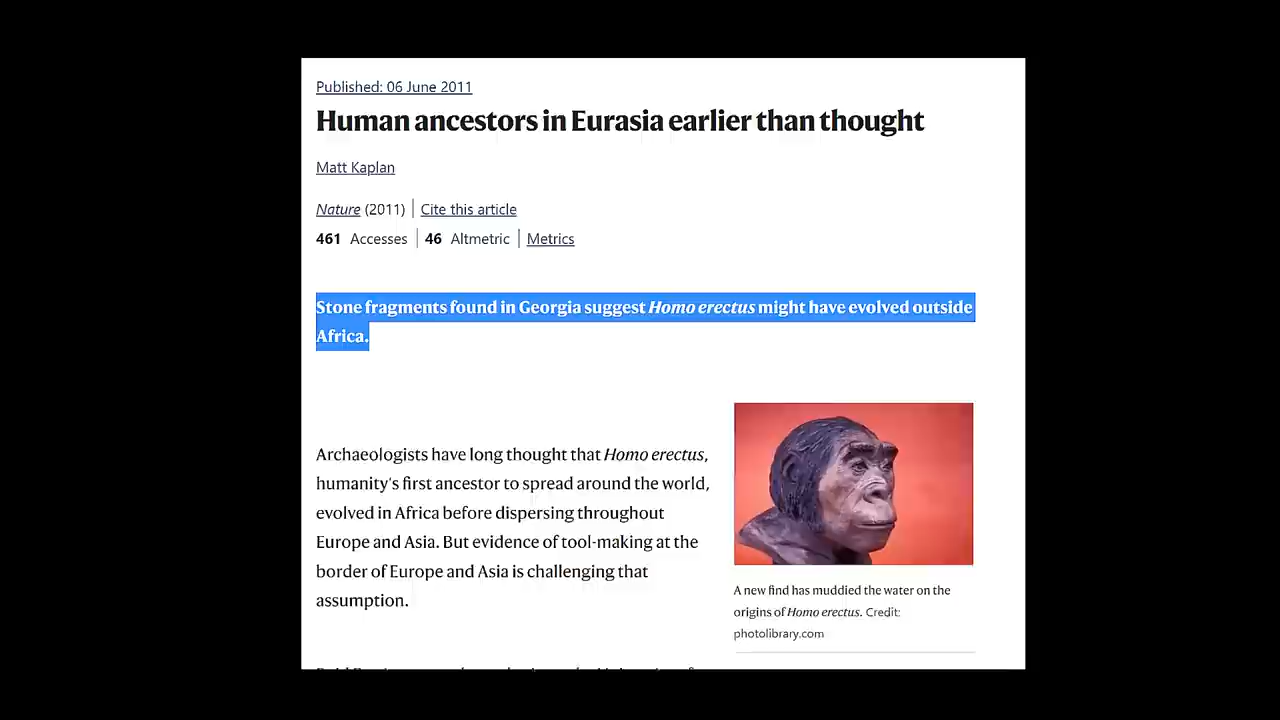 Published: 06 June 2011
Human ancestors in Eurasia earlier than thought
Matt Kaplan
Nature (2011) | Cite this article
461 Accesses | 46 Altmetric | Metrics
Stone fragments found in Georgia suggest Homo erectus might have evolved outside
Africa.
Archaeologists have long thought that Homo erectus,
humanity's first ancestor to spread around the world,
evolved in Africa before dispersing throughout
Europe and Asia. But evidence of tool-making at the
border of Europe and Asia is challenging that
assumption.
A new find has muddied the water on the
origins of Homo erectus. Credit:
photolibrary.com